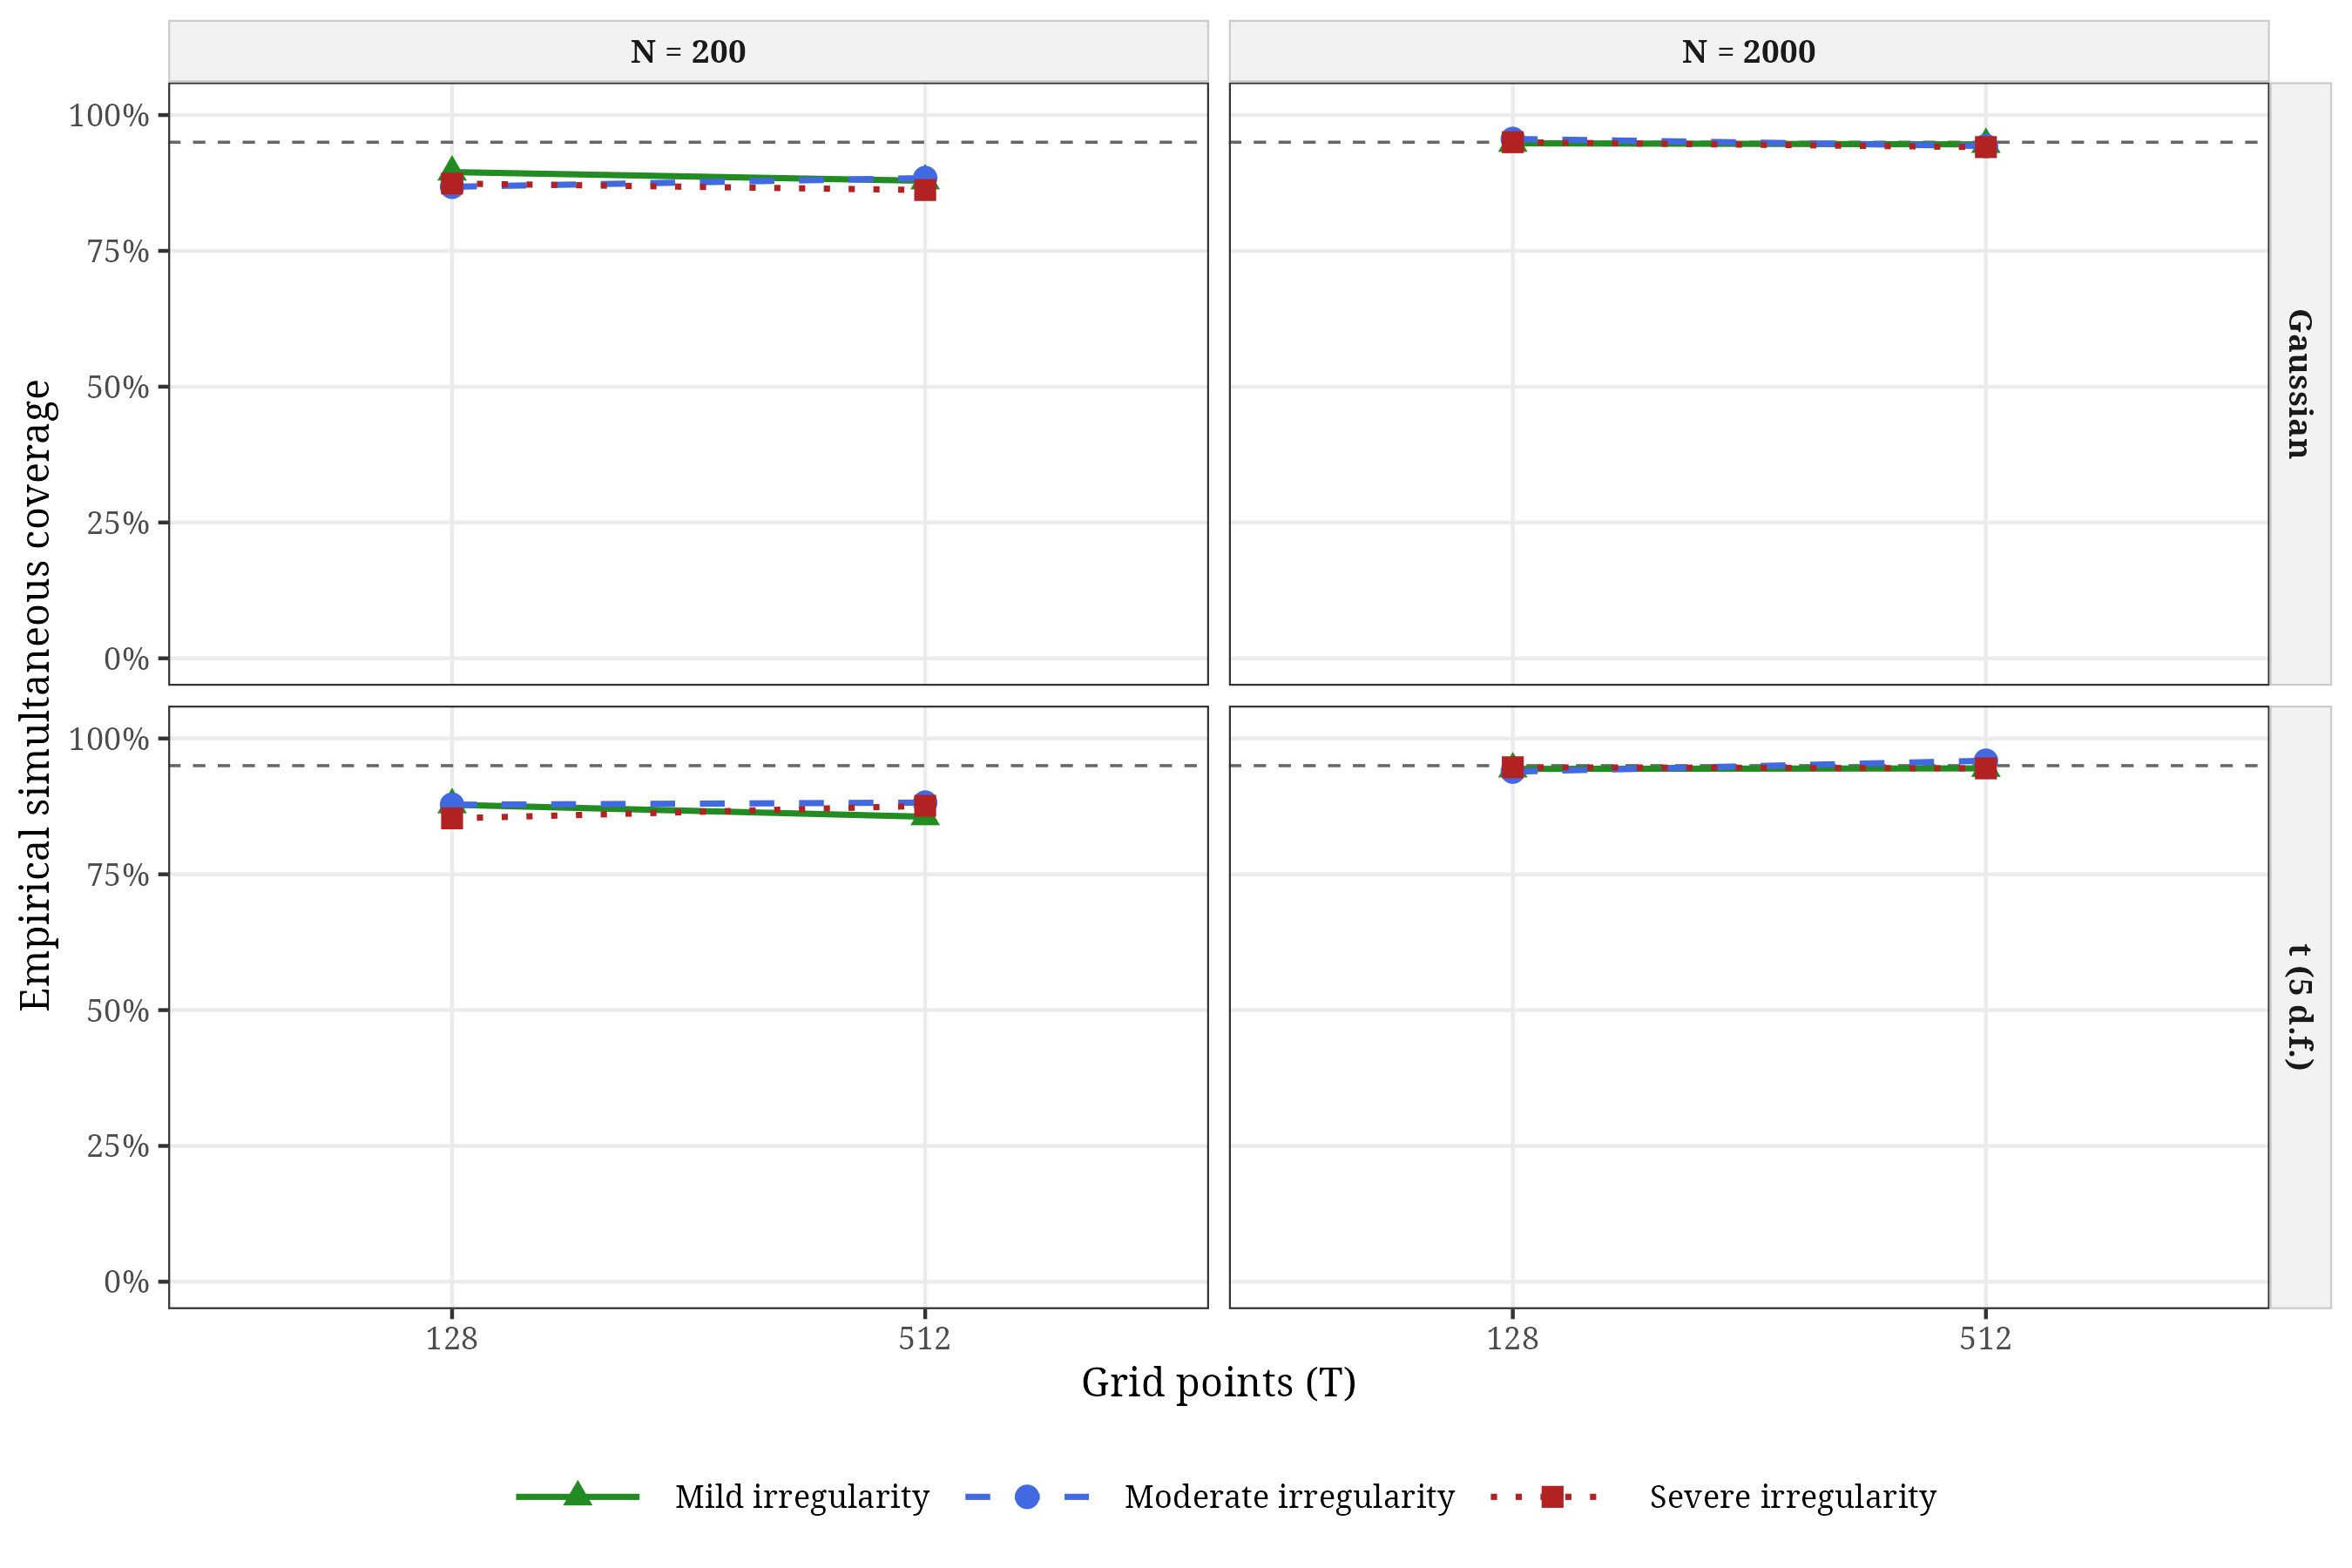 N = 200
N = 2000
100%
75%
50%
25%
0%
Gaussian
100%
75%
50%
25%
0%
t (5 d.f.)
Empirical simultaneous coverage
128
512
128
512
Grid points (T)
Mild irregularity
Moderate irregularity
Severe irregularity